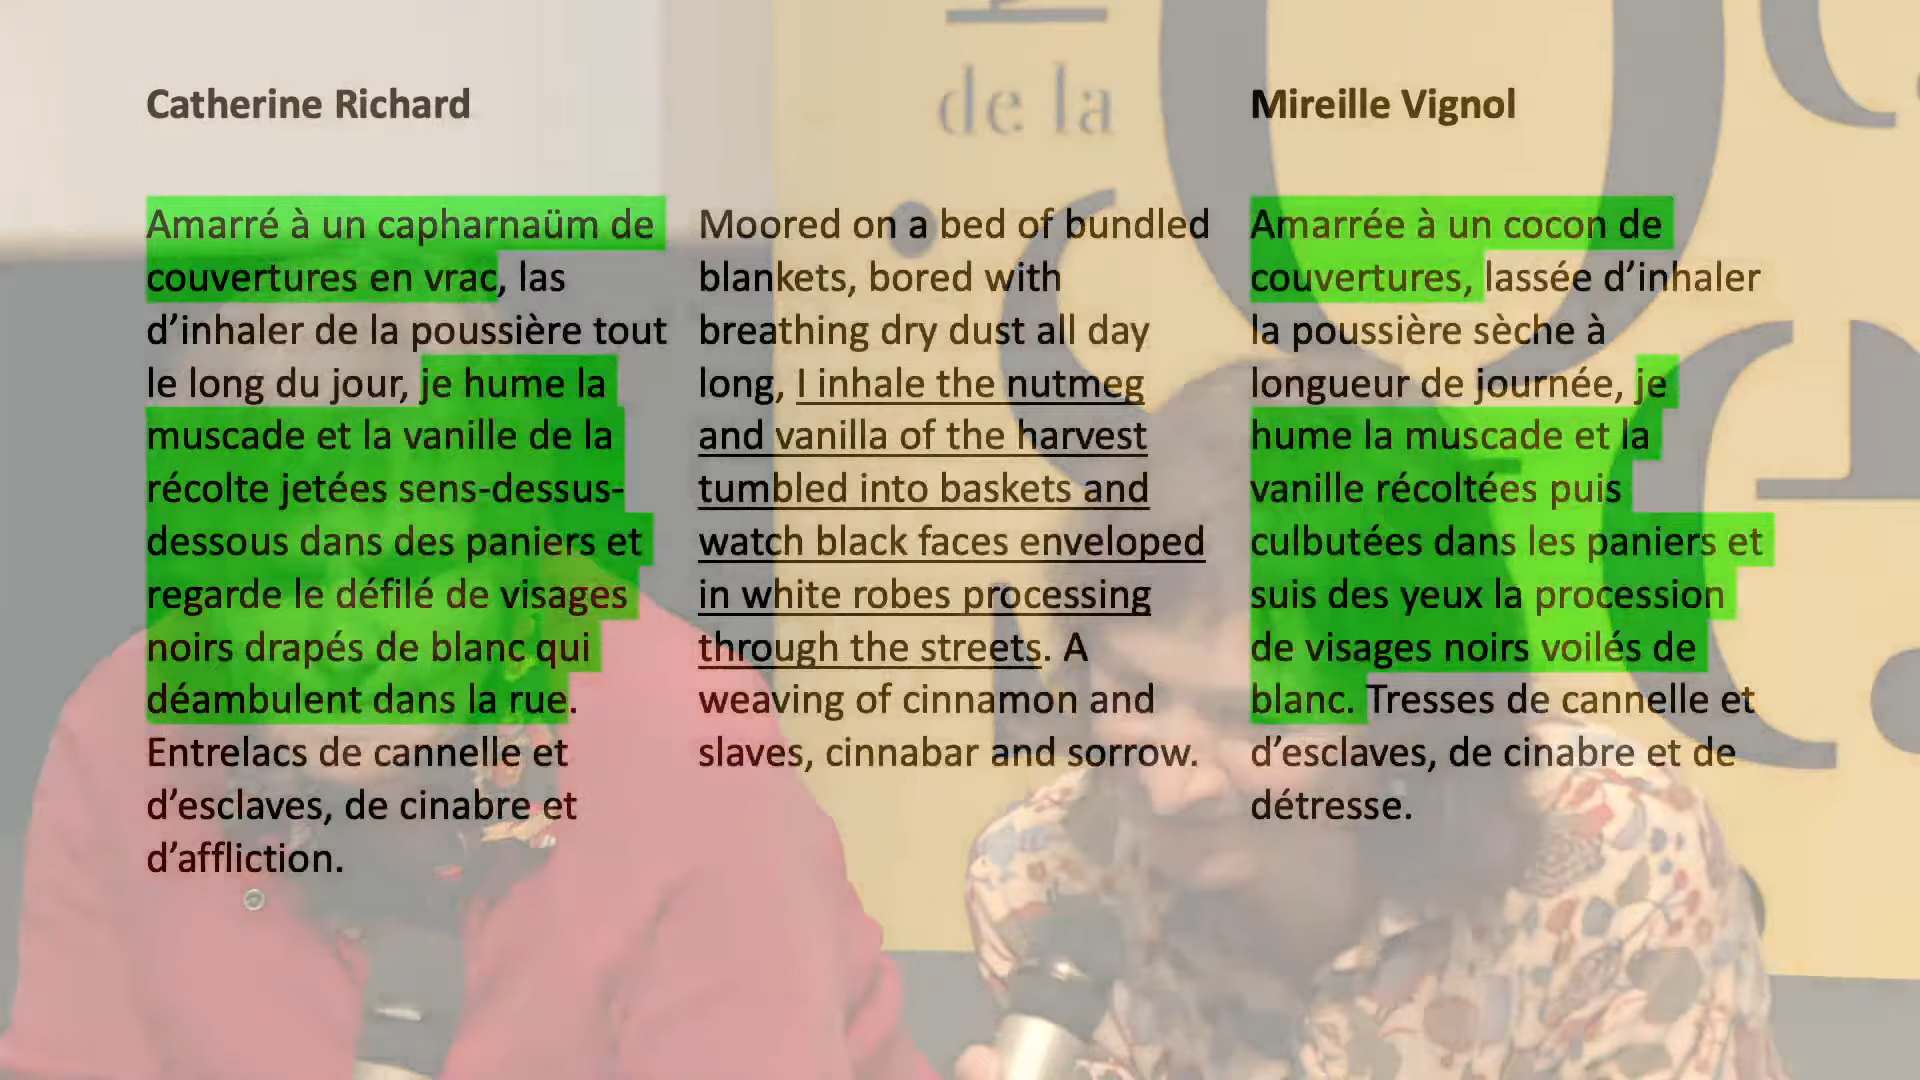 de la
Catherine Richard
Amarré à un capharnaüm de
couvertures en vrac, las
d’inhaler de la poussière tout
le long du jour, je hume la
muscade et la vanille de la
récolte jetées sens-dessus-
dessous dans des paniers et
regarde le défilé de visages
noirs drapés de blanc qui
déambulent dans la rue.
Entrelacs de cannelle et
d’esclaves, de cinabre et
d’affliction.
Moored on a bed of bundled
blankets, bored with
breathing dry dust all day
long, I inhale the nutmeg
and vanilla of the harvest
tumbled into baskets and
watch black faces enveloped
in white robes processing
through the streets. A
weaving of cinnamon and
slaves, cinnabar and sorrow.
Mireille Vignol
Amarrée à un cocon de
couvertures, lassée d’inhaler
la poussière sèche à
longueur de journée, je
hume la muscade et la
vanille récoltées puis
culbutées dans les paniers et
suis des yeux la procession
de visages noirs voilés de
blanc. Tresses de cannelle et
d’esclaves, de cinabre et de
détresse.